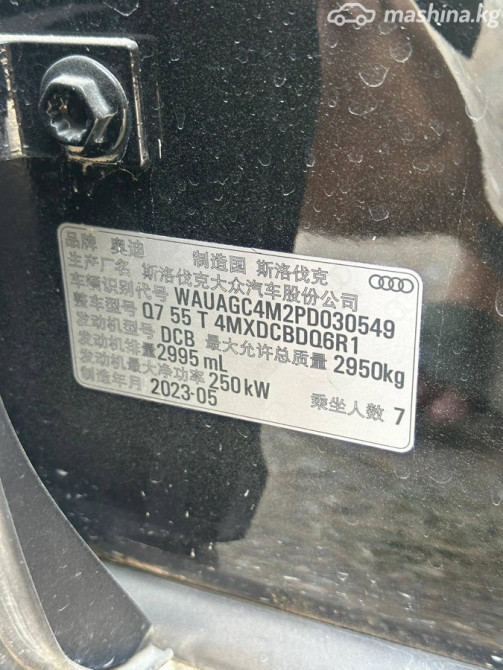 mashina.kg
品牌 奥迪 制造国 斯洛伐克
生产厂名 斯洛伐克大众汽车股份公司
车辆识别代号 WAUAGC4M2PD030549
整车型号 Q7 55 T 4MXDCBDQ6R1
发动机型号 DCB 最大允许总质量 2950kg
发动机排量 2995 mL
发动机最大净功率 250 kW
制造年月 2023-05 乘坐人数 7